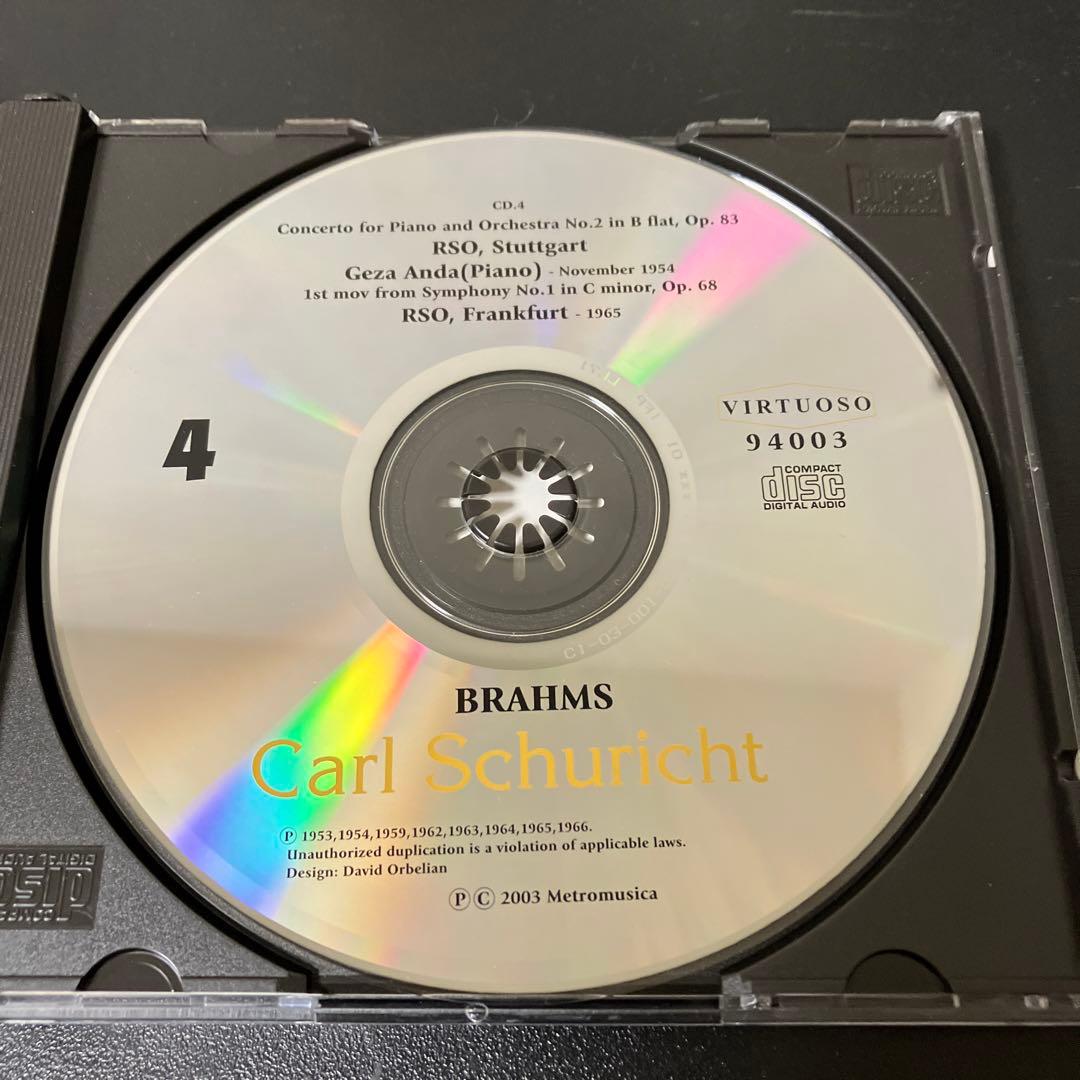 CD.4
Concerto for Piano and Orchestra No.2 in B flat, Op. 83
RSO, Stuttgart
Geza Anda(Piano) - November 1954
1st mov from Symphony No.1 in C minor, Op. 68
RSO, Frankfurt - 1965
4
VIRTUOSO
94003
COMPACT
disc
DIGITAL AUDIO
BRAHMS
Carl Schuricht
Ⓟ 1953,1954,1959,1962,1963,1964,1965,1966.
Unauthorized duplication is a violation of applicable laws.
Design: David Orbelian
ⓅⒸ 2003 Metromusica